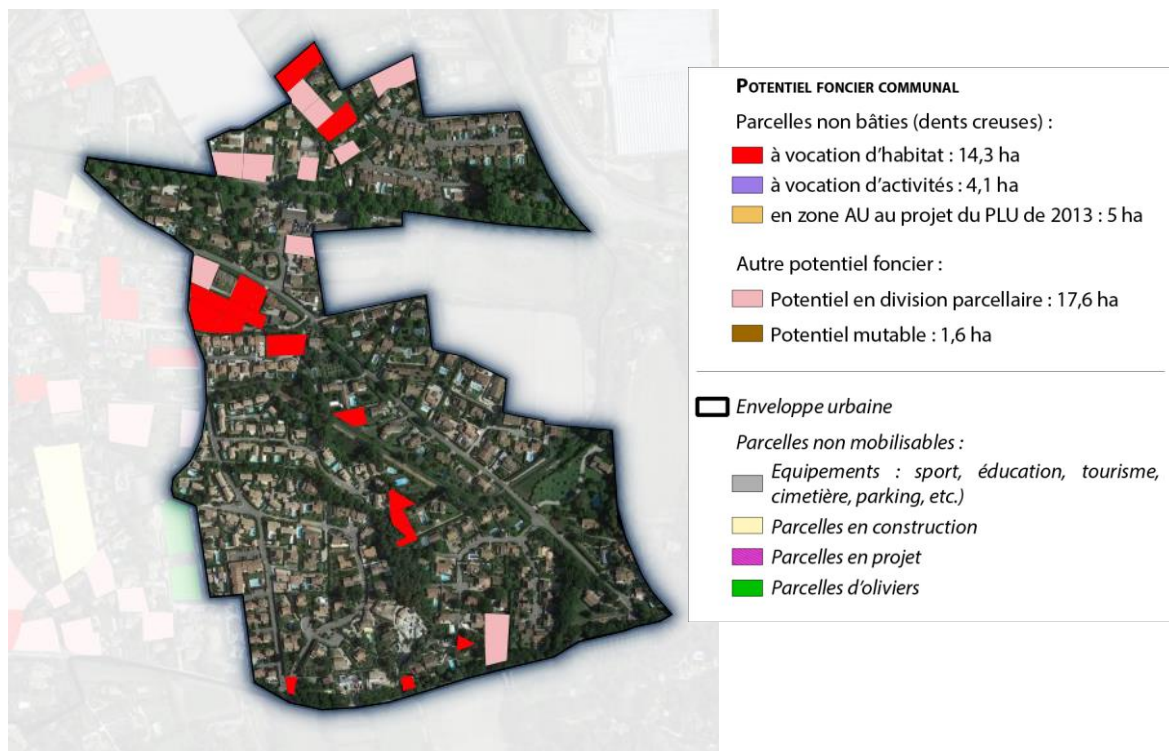 POTENTIEL FONCIER COMMUNAL
Parcelles non bâties (dents creuses) :
à vocation d'habitat : 14,3 ha
à vocation d'activités : 4,1 ha
en zone AU au projet du PLU de 2013 : 5 ha
Autre potentiel foncier :
Potentiel en division parcellaire : 17,6 ha
Potentiel mutable : 1,6 ha
Enveloppe urbaine
Parcelles non mobilisables :
Equipements : sport, éducation, tourisme,
cimetière, parking, etc.)
Parcelles en construction
Parcelles en projet
Parcelles d'oliviers